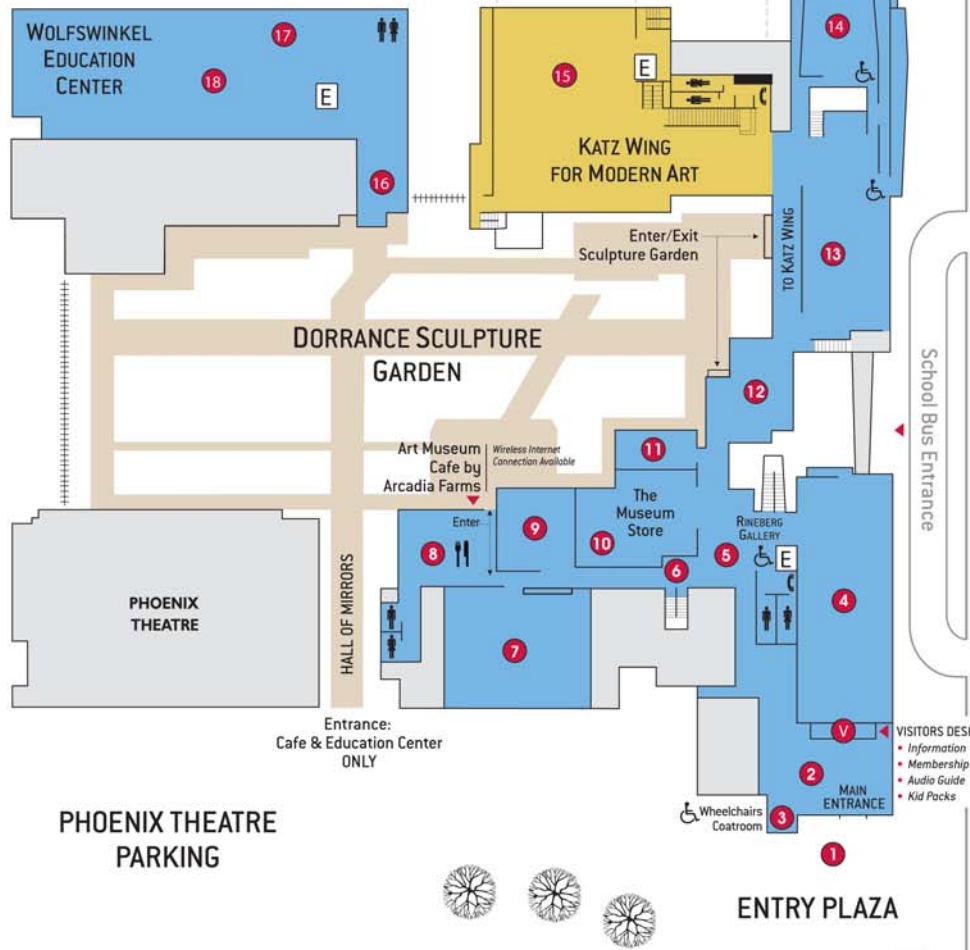 WOLFSWINKEL
EDUCATION
CENTER
17
18
E
16
15
E
KATZ WING
FOR MODERN ART
14
TO KATZ WING
13
Enter/Exit
Sculpture Garden
DORRANCE SCULPTURE
GARDEN
12
School Bus Entrance
Art Museum
Cafe by
Arcadia Farms
Wireless Internet
Connection Available
11
The
Museum
Store
10
9
Enter
8
RINEBERG
GALLERY
E
5
6
4
7
PHOENIX
THEATRE
HALL OF MIRRORS
Entrance:
Cafe & Education Center
ONLY
V
VISITORS DES
• Information
• Membership
• Audio Guide
• Kid Packs
2
MAIN
ENTRANCE
Wheelchairs
Coatroom
3
1
PHOENIX THEATRE
PARKING
ENTRY PLAZA